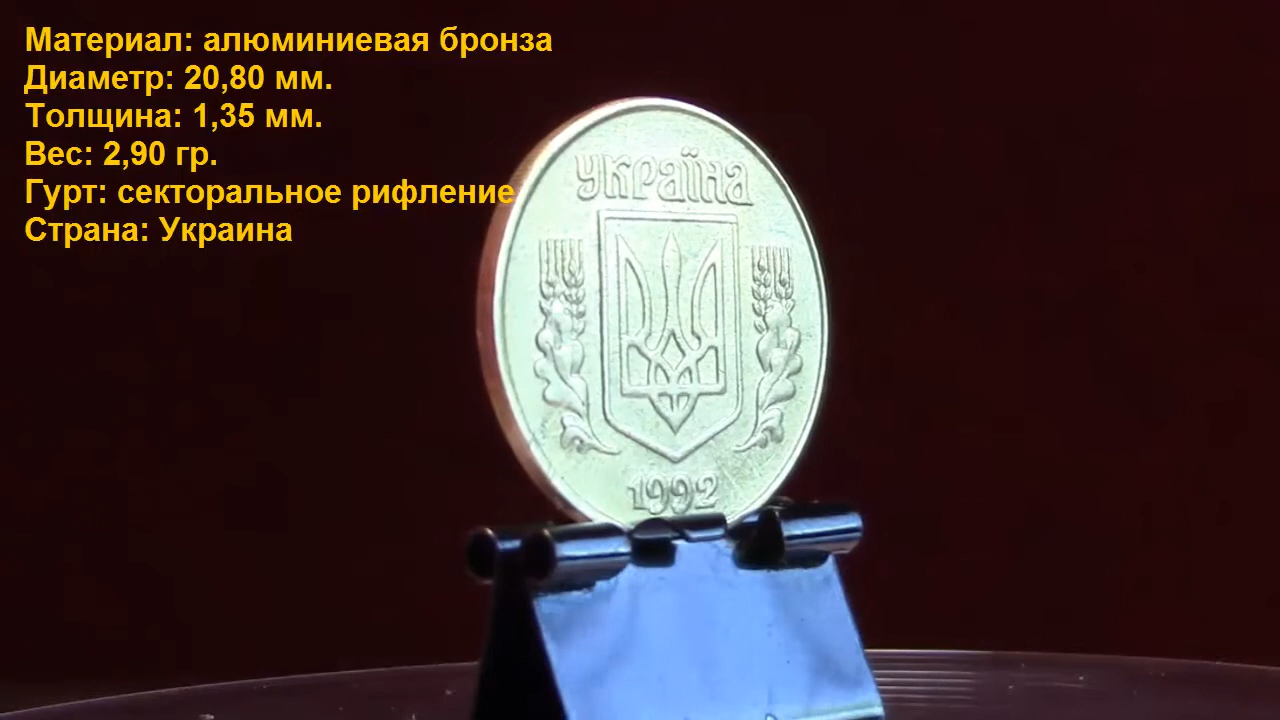 Материал: алюминиевая бронза
Диаметр: 20,80 мм.
Толщина: 1,35 мм.
Вес: 2,90 гр.
Гурт: секторальное рифление
Страна: Украина
україна
1992